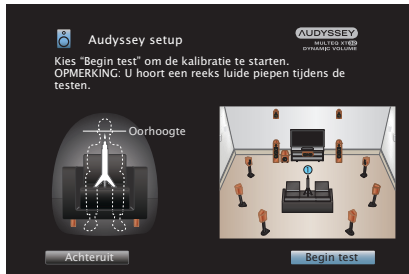 Audyssey setup
AUDYSSEY
MULTEQ XT32
DYNAMIC VOLUME
Kies “Begin test” om de kalibratie te starten.
OPMERKING: U hoort een reeks luide piepen tijdens de
testen.
Oorhoogte
Achteruit
Begin test